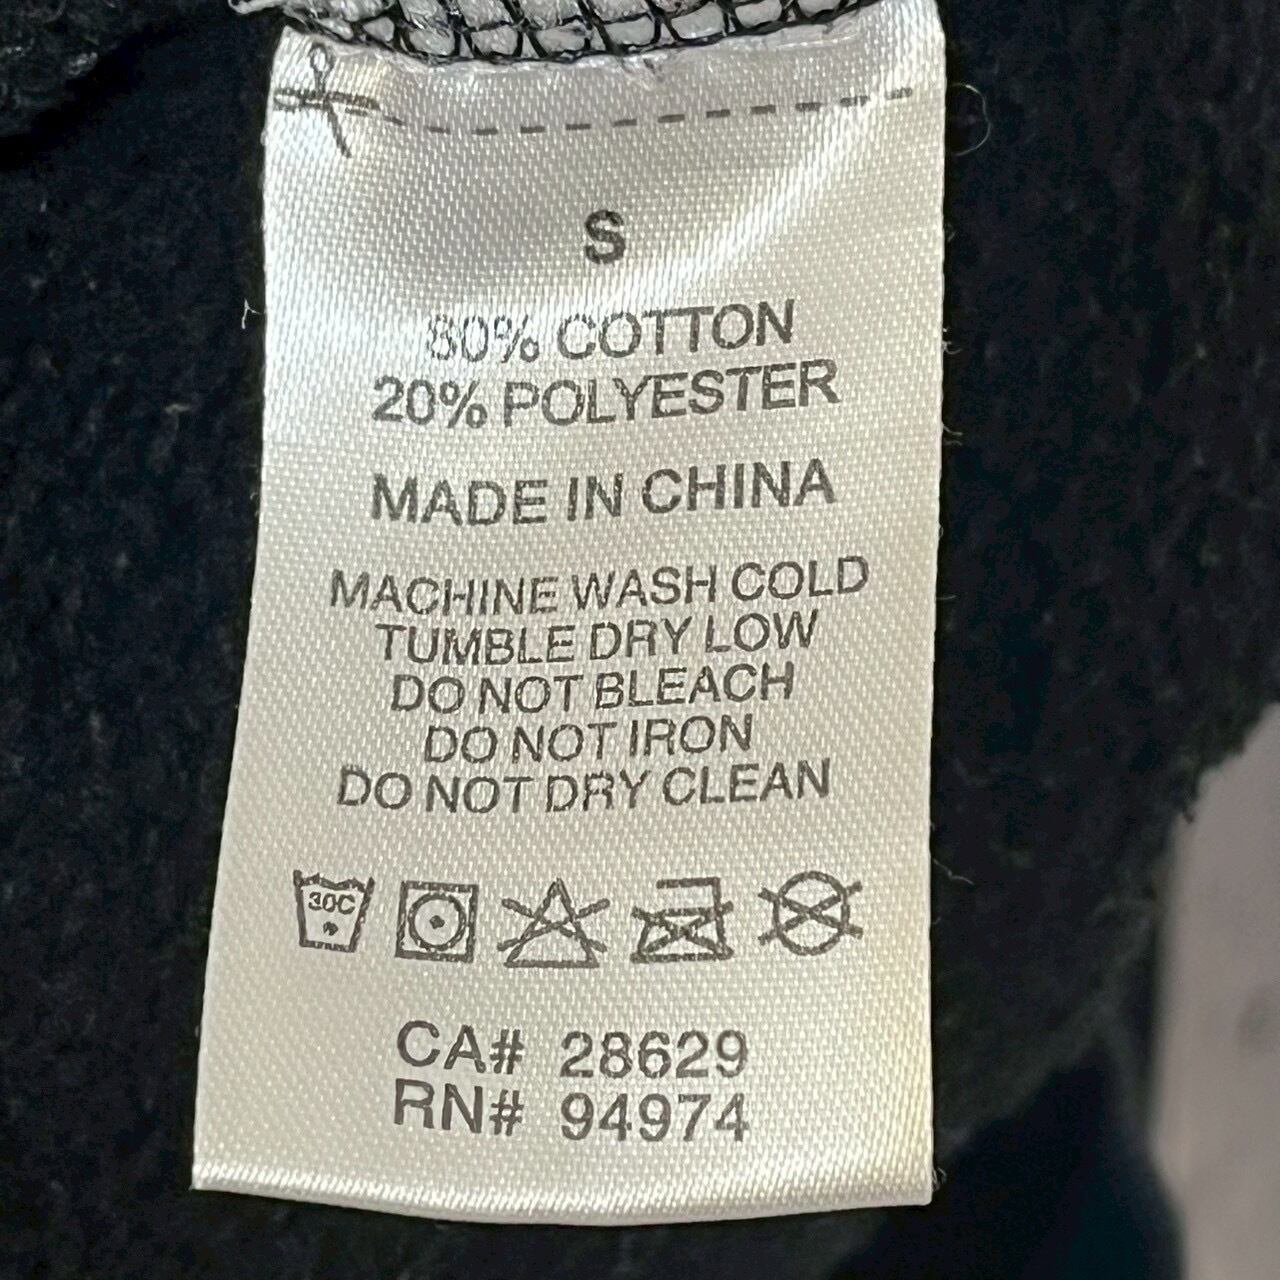 S
80% COTTON
20% POLYESTER
MADE IN CHINA
MACHINE WASH COLD
TUMBLE DRY LOW
DO NOT BLEACH
DO NOT IRON
DO NOT DRY CLEAN
30C
CA# 28629
RN# 94974